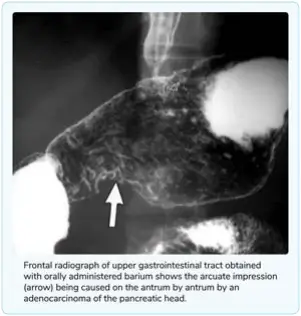 Frontal radiograph of upper gastrointestinal tract obtained
with orally administered barium shows the arcuate impression
(arrow) being caused on the antrum by antrum by an
adenocarcinoma of the pancreatic head.